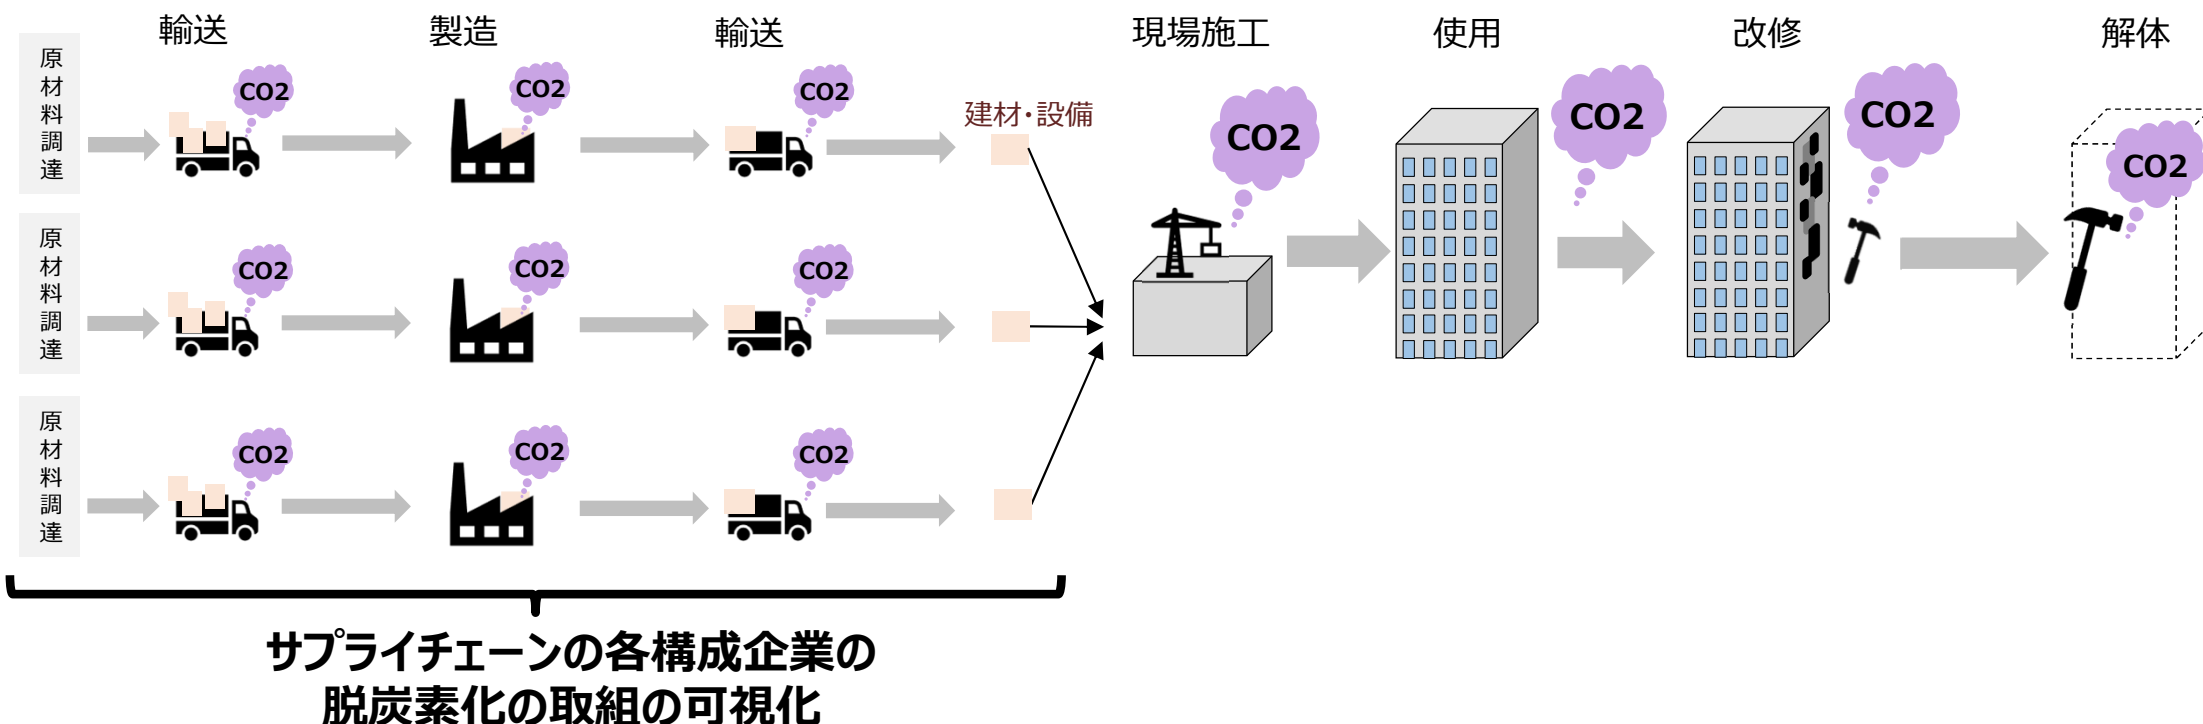 輸送
製造
輸送
現場施工
使用
改修
解体
原材料調達
CO2
CO2
CO2
建材・設備
CO2
CO2
CO2
CO2
原材料調達
CO2
CO2
CO2
原材料調達
CO2
CO2
CO2
サプライチェーンの各構成企業の
脱炭素化の取組の可視化